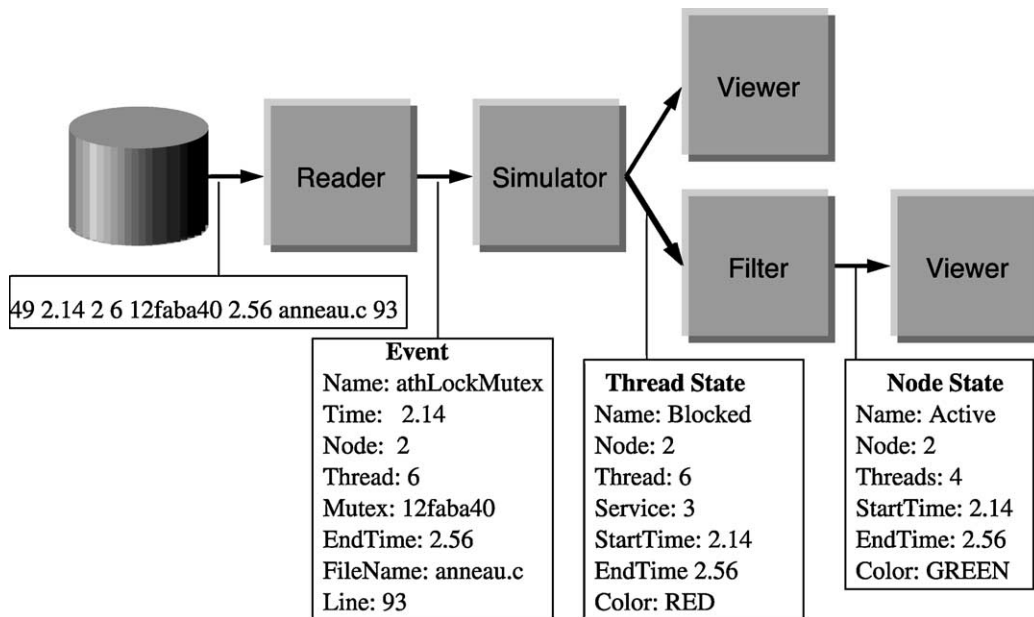 Viewer
Reader
Simulator
Filter
Viewer
49 2.14 2 6 12faba40 2.56 anneau.c 93
Event
Name: athLockMutex
Time: 2.14
Node: 2
Thread: 6
Mutex: 12faba40
EndTime: 2.56
FileName: anneau.c
Line: 93
Thread State
Name: Blocked
Node: 2
Thread: 6
Service: 3
StartTime: 2.14
EndTime 2.56
Color: RED
Node State
Name: Active
Node: 2
Threads: 4
StartTime: 2.14
EndTime: 2.56
Color: GREEN